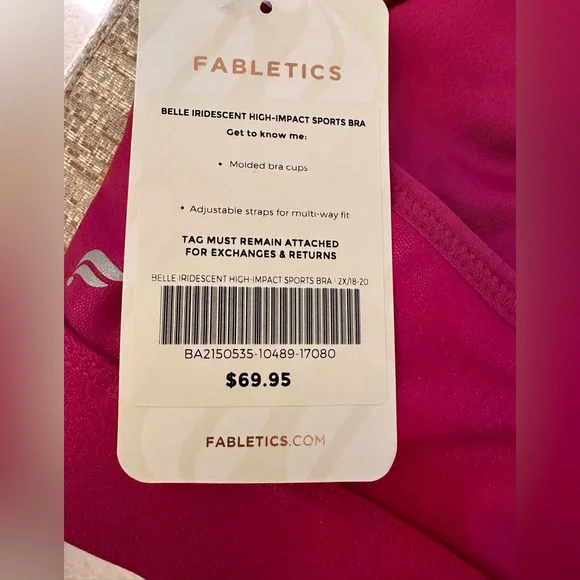 FABLETICS
BELLE IRIDESCENT HIGH-IMPACT SPORTS BRA
Get to know me:
• Molded bra cups
• Adjustable straps for multi-way fit
TAG MUST REMAIN ATTACHED
FOR EXCHANGES & RETURNS
BELLE IRIDESCENT HIGH-IMPACT SPORTS BRA | 2X/18-20
BA2150535-10489-17080
$69.95
FABLETICS.COM